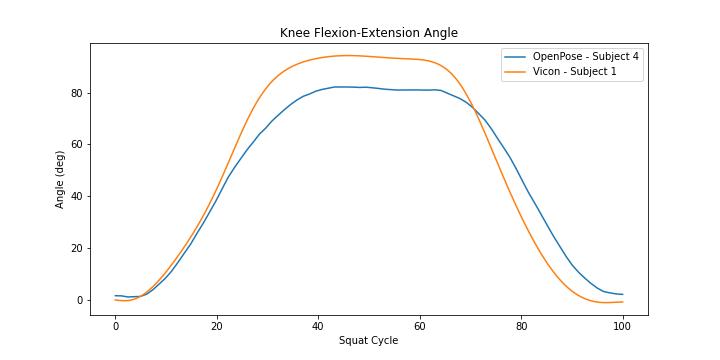 Knee Flexion-Extension Angle
OpenPose - Subject 4
Vicon - Subject 1
Angle (deg)
80
60
40
20
0
0 20 40 60 80 100
Squat Cycle